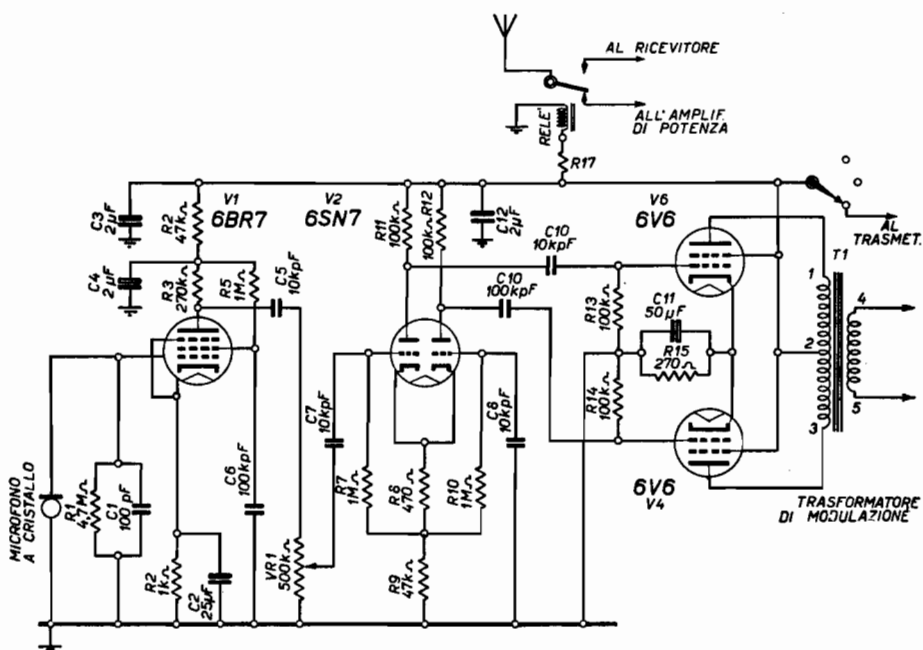 AL RICEVITORE
ALL'AMPLIF.
DI POTENZA
RELE'
R17
V1
6BR7
V2
6SN7
V6
6V6
AL
TRASMET.
C3
2µF
R2
47kΩ
R11
100kΩ
R12
100kΩ
C12
2µF
C10
10kpF
C4
2µF
R3
270kΩ
R5
1MΩ
C5
10kpF
C10
100kpF
R13
100kΩ
C11
50µF
R15
270Ω
T1
1
2
3
4
5
R14
100kΩ
MICROFONO
A CRISTALLO
R1
4,7MΩ
C1
100pF
C6
100kpF
C7
10kpF
R7
1MΩ
R8
470Ω
R10
1MΩ
C8
10kpF
6V6
V4
TRASFORMATORE
DI MODULAZIONE
R2
1kΩ
C2
25µF
VR1
500kΩ
R9
47kΩ